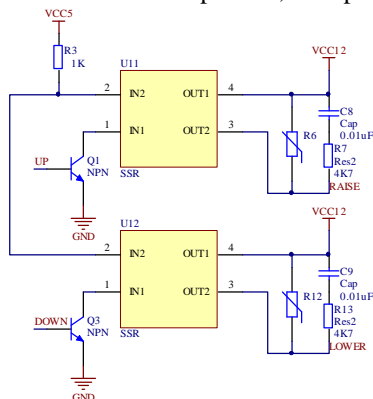 VCC5
R3
1K
U11
VCC12
2 IN2 OUT1 4
C8
Cap
0.01uF
1 IN1 OUT2 3
R6
R7
Res2
4K7
UP
Q1
NPN
SSR
RAISE
GND
U12
VCC12
2 IN2 OUT1 4
C9
Cap
0.01uF
1 IN1 OUT2 3
R12
R13
Res2
4K7
DOWN
Q3
NPN
SSR
LOWER
GND